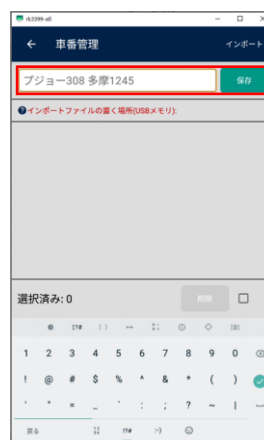 rk3399-all
車番管理
インポート
プジョー308 多摩1245
保存
インポートファイルの置く場所(USBメモリ):
選択済み: 0
削除
1 2 3 4 5 6 7 8 9 0
! @ # $ % ^ & * ( )
= _ ` : ; ? ~ |
戻る :-)